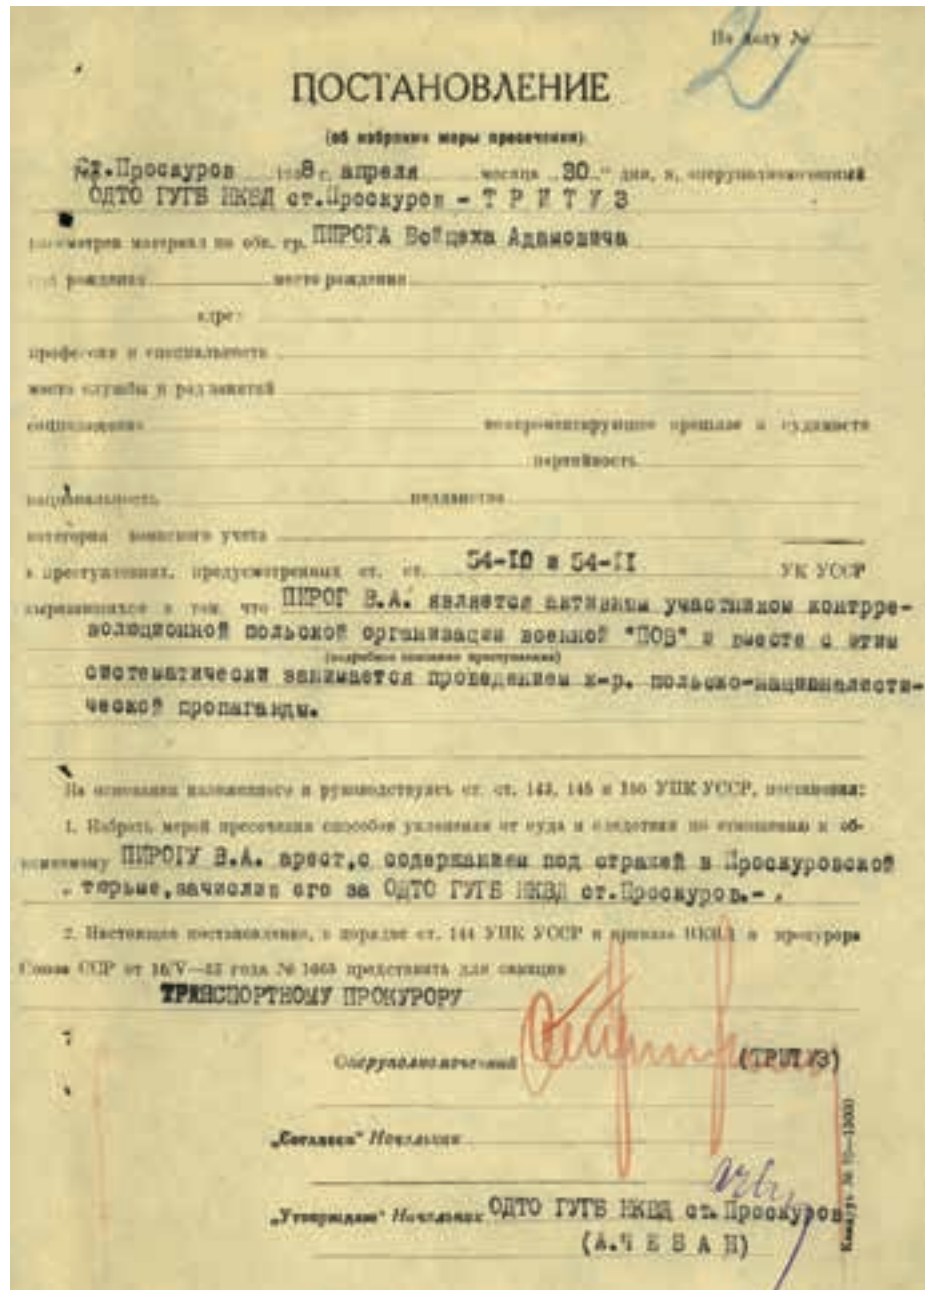 По делу №
21
ПОСТАНОВЛЕНИЕ
(об избрании меры пресечения)
Ст.Проскуров 1938 г. апреля месяца „30.“ дня, я, оперуполномоченный
ОДТО ГУГБ НКВД ст.Проскуров - Т Р И Т У З
рассмотрев материал по обв. гр. ПИРОГА Войцеха Адамовича
год рождения место рождения
адрес
профессия и специальность
место службы и род занятий
соцположение компрометирующее прошлое и судимость
партийность
национальность подданство
категория воинского учета
в преступлениях, предусмотренных ст. ст. 54-10 и 54-11 УК УССР
выразившихся в том, что ПИРОГ В.А. является активным участником контрре-
волюционной польской организации военной "ПОВ" и вместе с этим
(подробное описание преступления)
систематически занимается проведением к-р. польско-националисти-
ческой пропаганды.
На основании изложенного и руководствуясь ст. ст. 143, 145 и 156 УПК УССР, постановил:
1. Избрать мерой пресечения способов уклонения от суда и следствия по отношению к об-
виняемому ПИРОГУ В.А. арест,с содержанием под стражей в Проскуровской
тюрьме,зачислив его за ОДТО ГУГБ НКВД ст.Проскуров.-
2. Настоящее постановление, в порядке ст. 144 УПК УССР и приказа НКВД и прокурора
Союза ССР от 16/V—33 года № 1065 представить для санкции
ТРАНСПОРТНОМУ ПРОКУРОРУ
Оперуполномоченный (ТРИТУЗ)
„Согласен“ Начальник
„Утверждаю“ Начальник ОДТО ГУГБ НКВД ст.Проскуров
(А.Ч Е Б А Н)